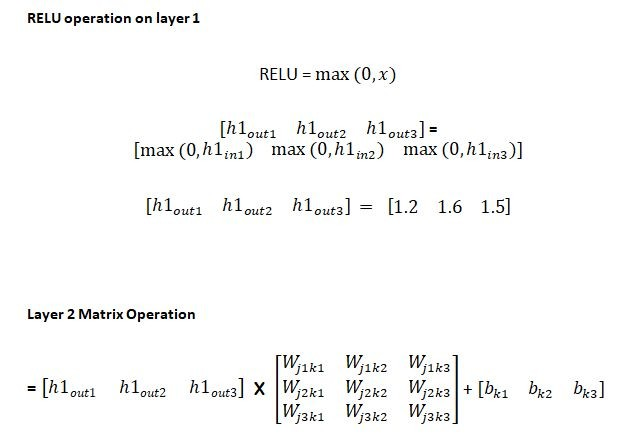 RELU operation on layer 1
RELU = max (0, x)
[h1out1 h1out2 h1out3] =
[max (0, h1in1) max (0, h1in2) max (0, h1in3)]
[h1out1 h1out2 h1out3] = [1.2 1.6 1.5]
Layer 2 Matrix Operation
= [h1out1 h1out2 h1out3] X [Wj1k1 Wj1k2 Wj1k3
Wj2k1 Wj2k2 Wj2k3
Wj3k1 Wj3k2 Wj3k3] + [bk1 bk2 bk3]